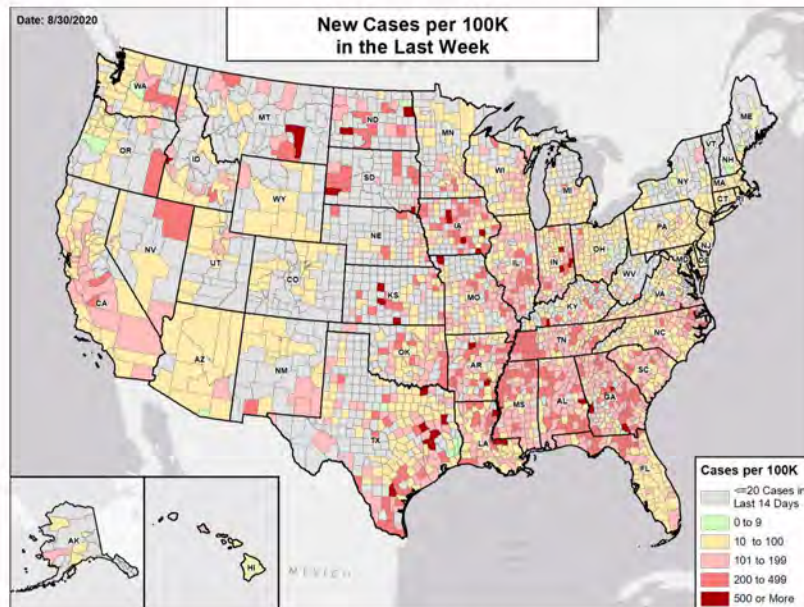 Date: 8/30/2020
New Cases per 100K
in the Last Week
WA
MT
ND
MN
ME
OR
ID
SD
WI
MI
VT
NH
NY
MA
CT
RI
WY
NE
IA
PA
NJ
NV
UT
CO
IL
IN
OH
MD
DE
WV
CA
KS
MO
KY
VA
AZ
NM
OK
AR
TN
NC
SC
TX
LA
MS
AL
GA
FL
AK
HI
MEXICO
Cases per 100K
<=20 Cases in
Last 14 Days
0 to 9
10 to 100
101 to 199
200 to 499
500 or More